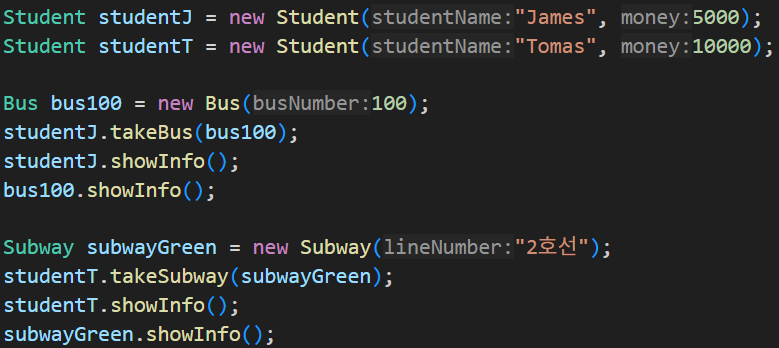 Student studentJ = new Student(studentName:"James", money:5000);
Student studentT = new Student(studentName:"Tomas", money:10000);
Bus bus100 = new Bus(busNumber:100);
studentJ.takeBus(bus100);
studentJ.showInfo();
bus100.showInfo();
Subway subwayGreen = new Subway(lineNumber:"2호선");
studentT.takeSubway(subwayGreen);
studentT.showInfo();
subwayGreen.showInfo();